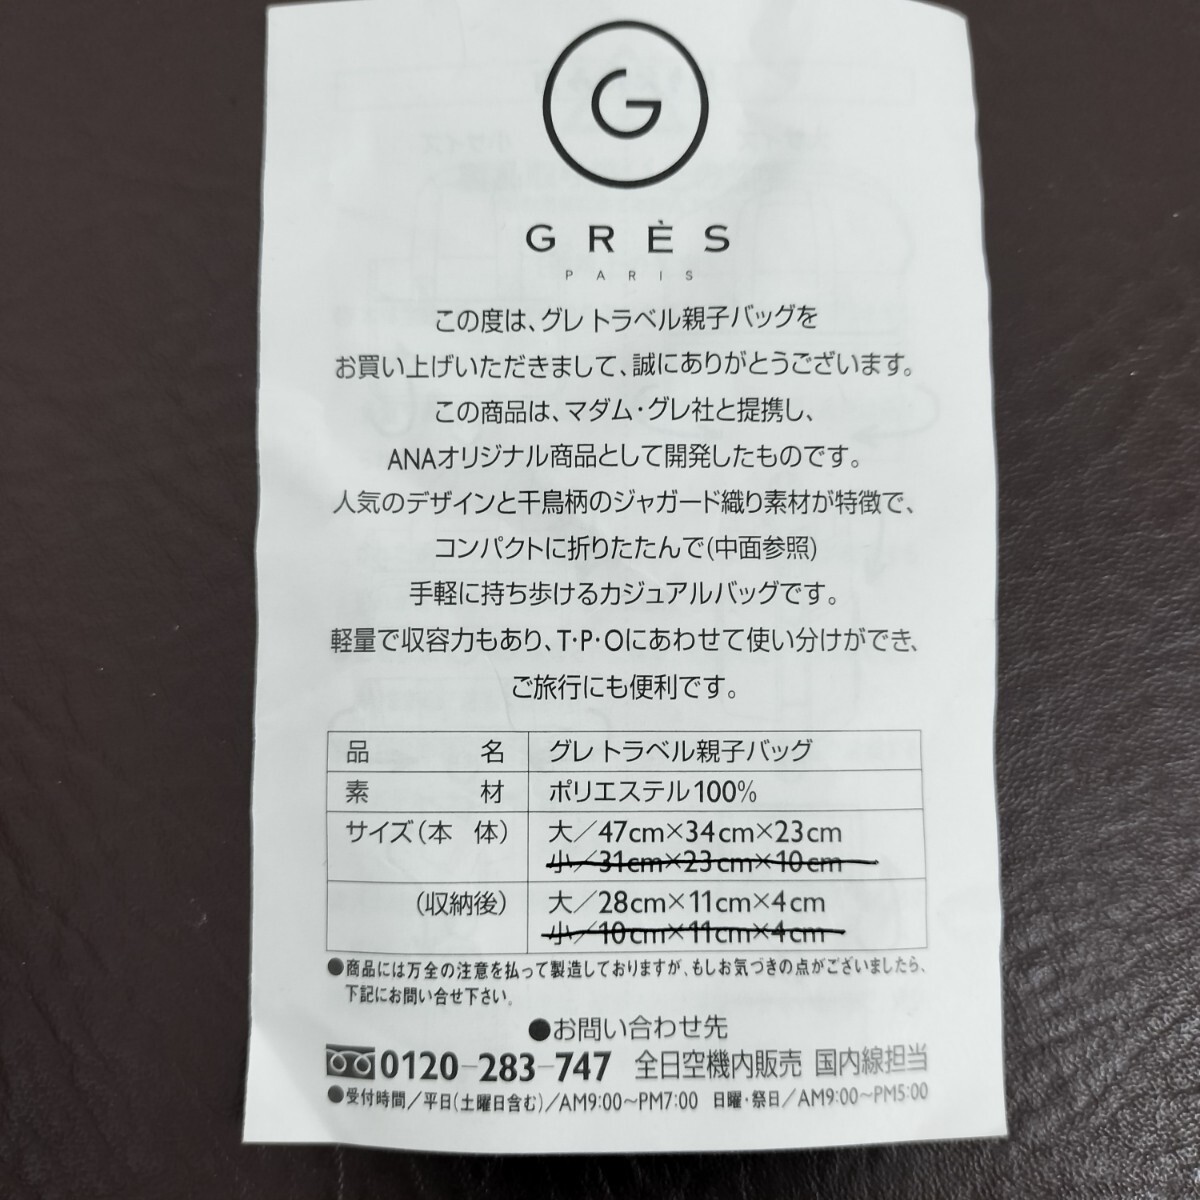 G
GRÈS
PARIS
この度は、グレ トラベル親子バッグを
お買い上げいただきまして、誠にありがとうございます。
この商品は、マダム・グレ社と提携し、
ANAオリジナル商品として開発したものです。
人気のデザインと千鳥柄のジャガード織り素材が特徴で、
コンパクトに折りたたんで(中面参照)
手軽に持ち歩けるカジュアルバッグです。
軽量で収容力もあり、T・P・Oにあわせて使い分けができ、
ご旅行にも便利です。
品 名 グレ トラベル親子バッグ
素 材 ポリエステル100%
サイズ(本 体) 大／47cm×34cm×23cm
小／31cm×23cm×10cm
(収納後) 大／28cm×11cm×4cm
小／10cm×11cm×4cm
●商品には万全の注意を払って製造しておりますが、もしお気づきの点がございましたら、
下記にお問い合せ下さい。
●お問い合わせ先
0120-283-747 全日空機内販売 国内線担当
●受付時間／平日(土曜日含む)／AM9:00〜PM7:00 日曜・祭日／AM9:00〜PM5:00